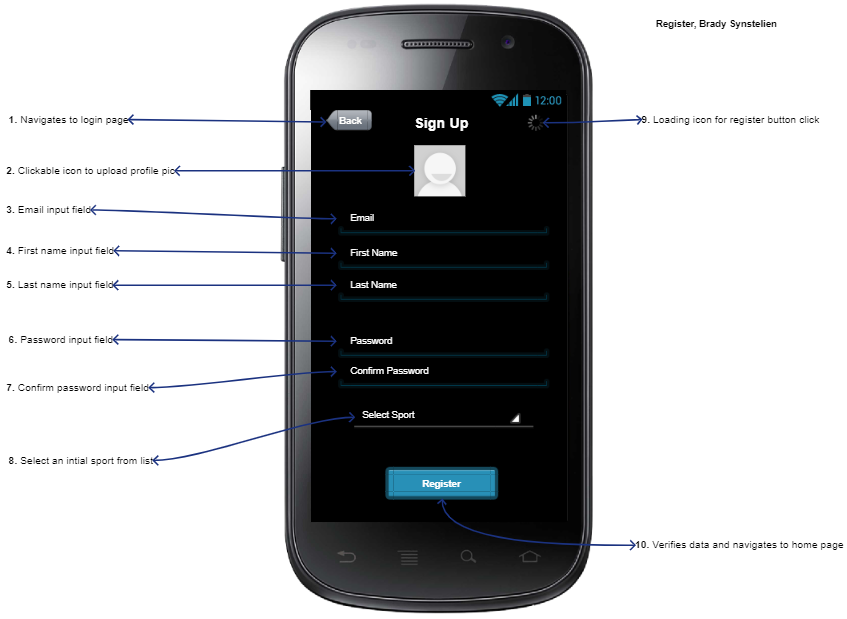 Register, Brady Synstelien
12:00
Back
Sign Up
1. Navigates to login page
9. Loading icon for register button click
2. Clickable icon to upload profile pic
3. Email input field
Email
4. First name input field
First Name
5. Last name input field
Last Name
6. Password input field
Password
Confirm Password
7. Confirm password input field
Select Sport
8. Select an intial sport from list
Register
10. Verifies data and navigates to home page